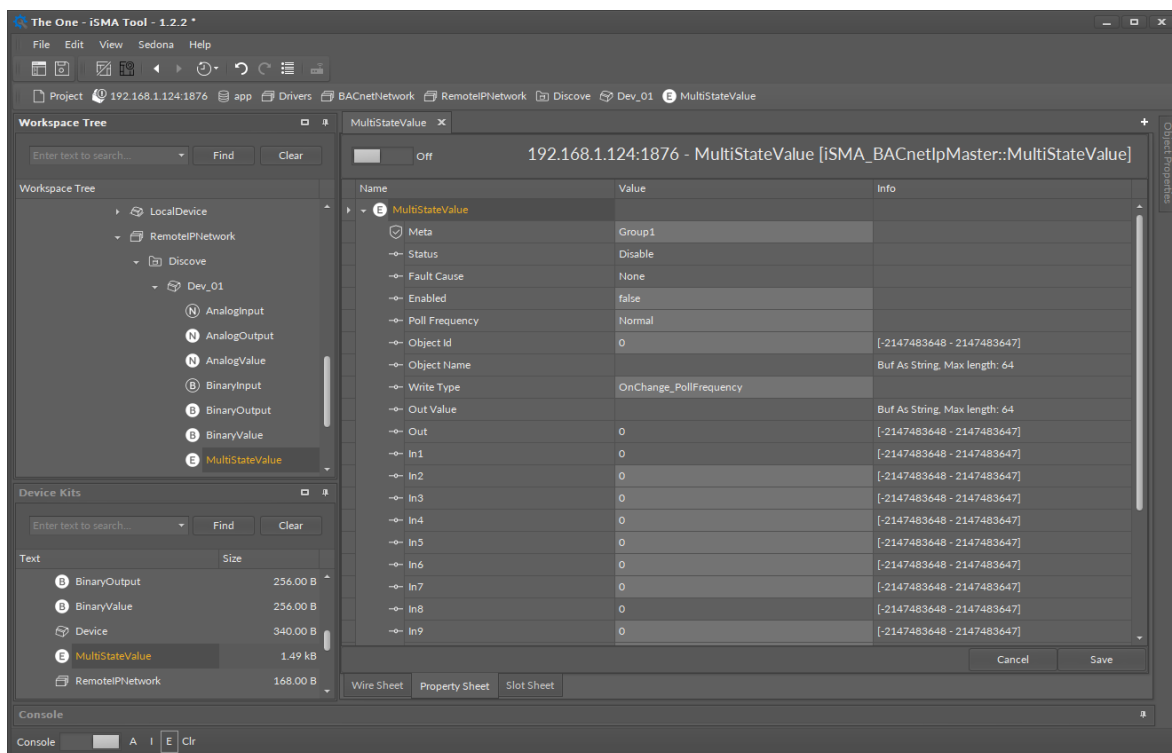 The One - iSMA Tool - 1.2.2 *
File Edit View Sedona Help
Project 192.168.1.124:1876 app Drivers BACnetNetwork RemoteIPNetwork Discove Dev_01 E MultiStateValue
Workspace Tree
Enter text to search... Find Clear
Workspace Tree
LocalDevice
RemoteIPNetwork
Discove
Dev_01
N AnalogInput
N AnalogOutput
N AnalogValue
B BinaryInput
B BinaryOutput
B BinaryValue
E MultiStateValue
Device Kits
Enter text to search... Find Clear
Text Size
B BinaryOutput 256.00 B
B BinaryValue 256.00 B
Device 340.00 B
E MultiStateValue 1.49 kB
RemoteIPNetwork 168.00 B
MultiStateValue X
Off 192.168.1.124:1876 - MultiStateValue [iSMA_BACnetIpMaster::MultiStateValue]
Name Value Info
E MultiStateValue
Meta Group1
Status Disable
Fault Cause None
Enabled false
Poll Frequency Normal
Object Id 0 [-2147483648 - 2147483647]
Object Name Buf As String, Max length: 64
Write Type OnChange_PollFrequency
Out Value Buf As String, Max length: 64
Out 0 [-2147483648 - 2147483647]
In1 0 [-2147483648 - 2147483647]
In2 0 [-2147483648 - 2147483647]
In3 0 [-2147483648 - 2147483647]
In4 0 [-2147483648 - 2147483647]
In5 0 [-2147483648 - 2147483647]
In6 0 [-2147483648 - 2147483647]
In7 0 [-2147483648 - 2147483647]
In8 0 [-2147483648 - 2147483647]
In9 0 [-2147483648 - 2147483647]
Cancel Save
Wire Sheet Property Sheet Slot Sheet
Object Properties
Console
Console A I E Clr